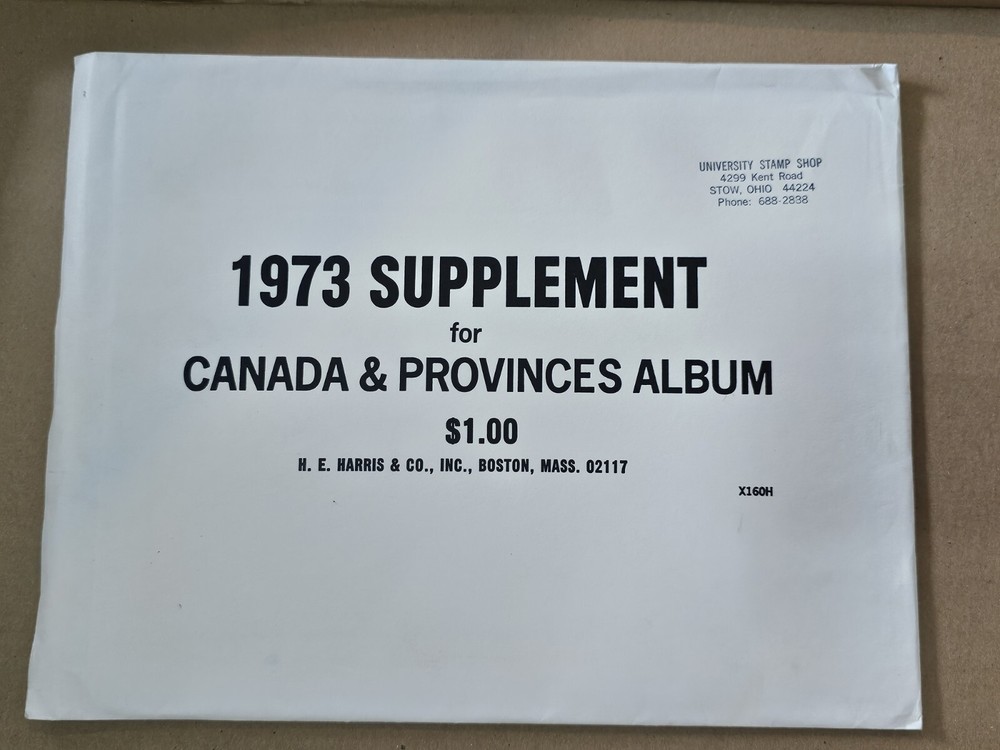 UNIVERSITY STAMP SHOP
4299 Kent Road
STOW, OHIO 44224
Phone: 688-2838
1973 SUPPLEMENT
for
CANADA & PROVINCES ALBUM
$1.00
H. E. HARRIS & CO., INC., BOSTON, MASS. 02117
X160H